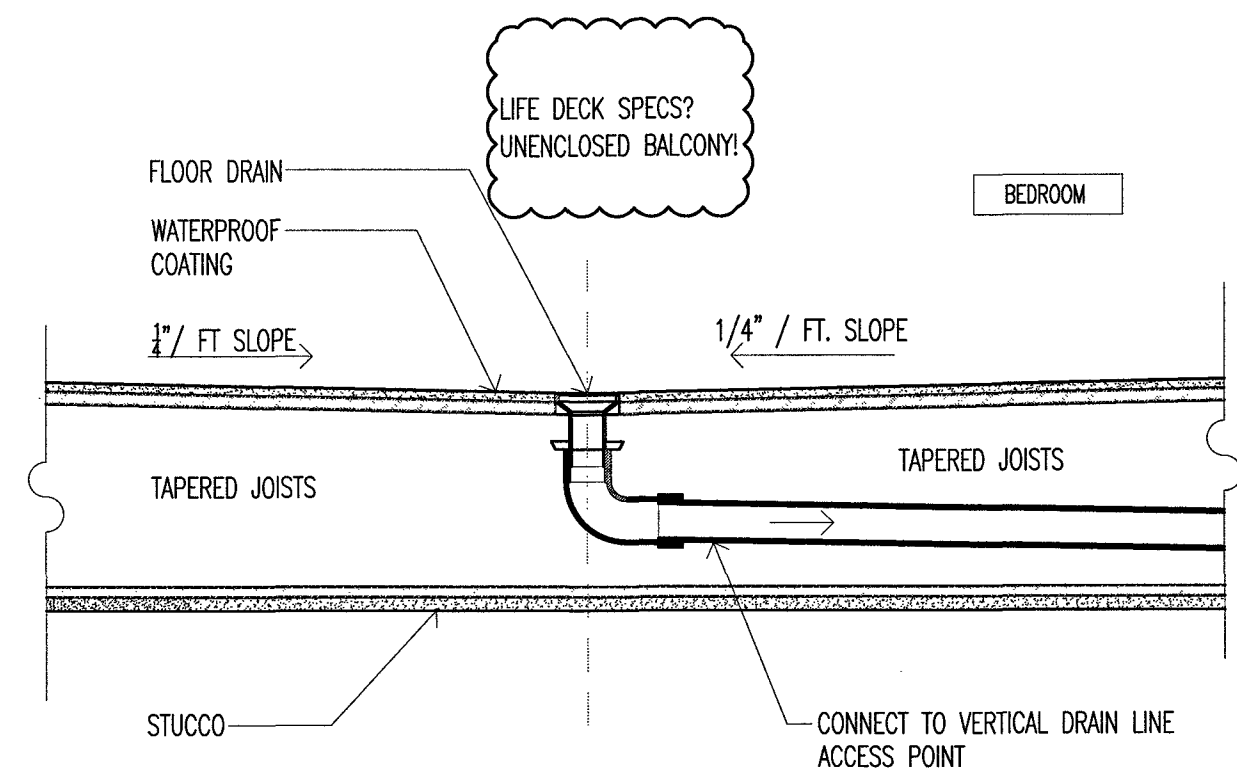 LIFE DECK SPECS?
UNENCLOSED BALCONY!
FLOOR DRAIN
BEDROOM
WATERPROOF
COATING
1/4"/ FT SLOPE
1/4" / FT. SLOPE
TAPERED JOISTS
TAPERED JOISTS
STUCCO
CONNECT TO VERTICAL DRAIN LINE
ACCESS POINT